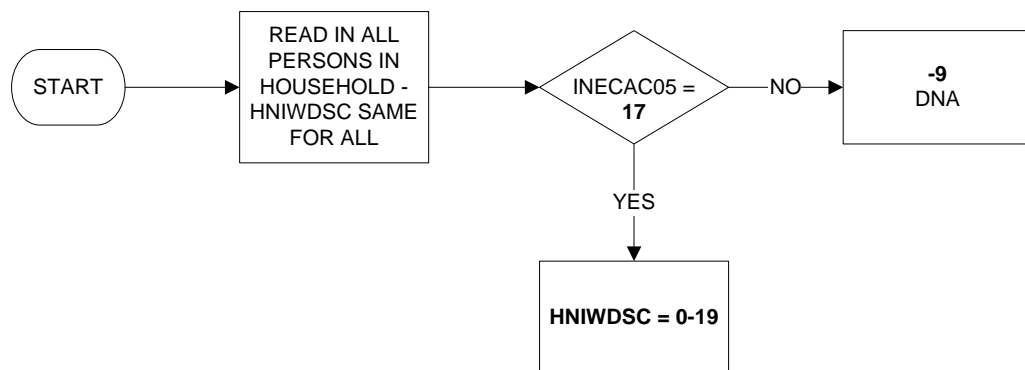 START
READ IN ALL
PERSONS IN
HOUSEHOLD -
HNIWDSC SAME
FOR ALL
INECAC05 =
17
NO
-9
DNA
YES
HNIWDSC = 0-19